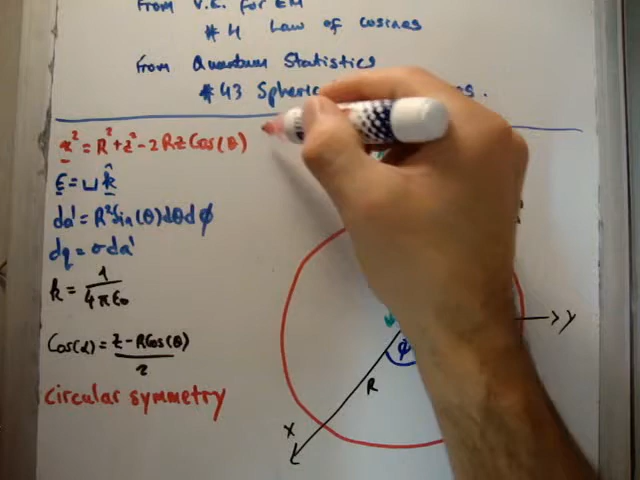 From V.C. for EM
#4 Law of cosines
From Quantum Statistics
#43 Spheric
r² = R² + z² - 2Rz Cos(θ)
E = ⊔ k̂
da' = R² Sin(θ) dθ dϕ
dq = σ da'
k = 1/4πε₀
Cos(α) = z - R Cos(θ)/r
circular symmetry
y
ϕ
R
x